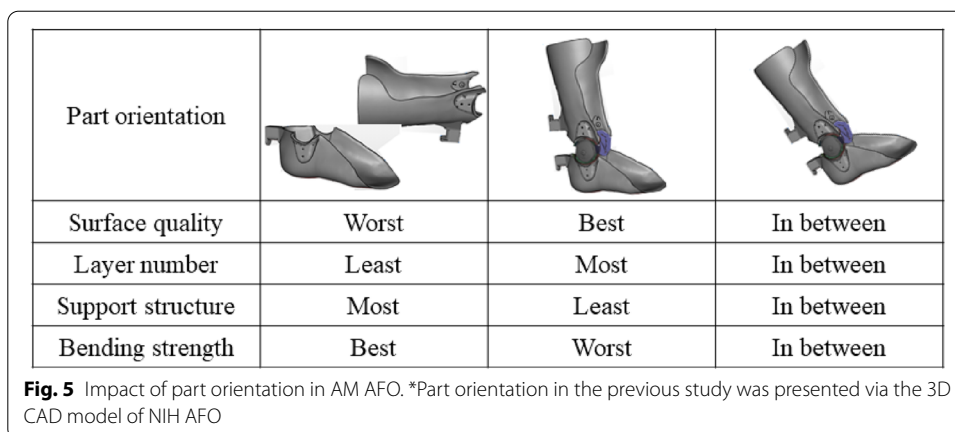 Part orientation
Surface quality Worst Best In between
Layer number Least Most In between
Support structure Most Least In between
Bending strength Best Worst In between
Fig. 5 Impact of part orientation in AM AFO. *Part orientation in the previous study was presented via the 3D
CAD model of NIH AFO